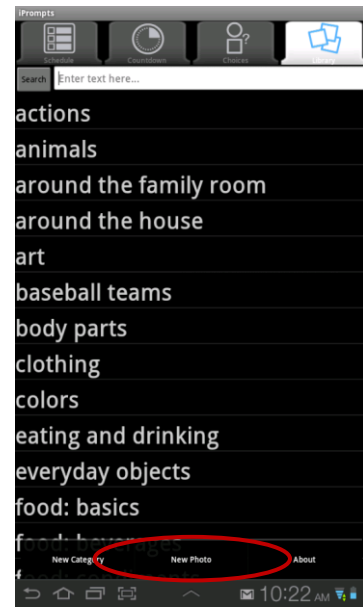 iPrompts
Schedule Countdown Choices Library
Search Enter text here...
actions
animals
around the family room
around the house
art
baseball teams
body parts
clothing
colors
eating and drinking
everyday objects
food: basics
food: beverages
New Category New Photo About
10:22 AM